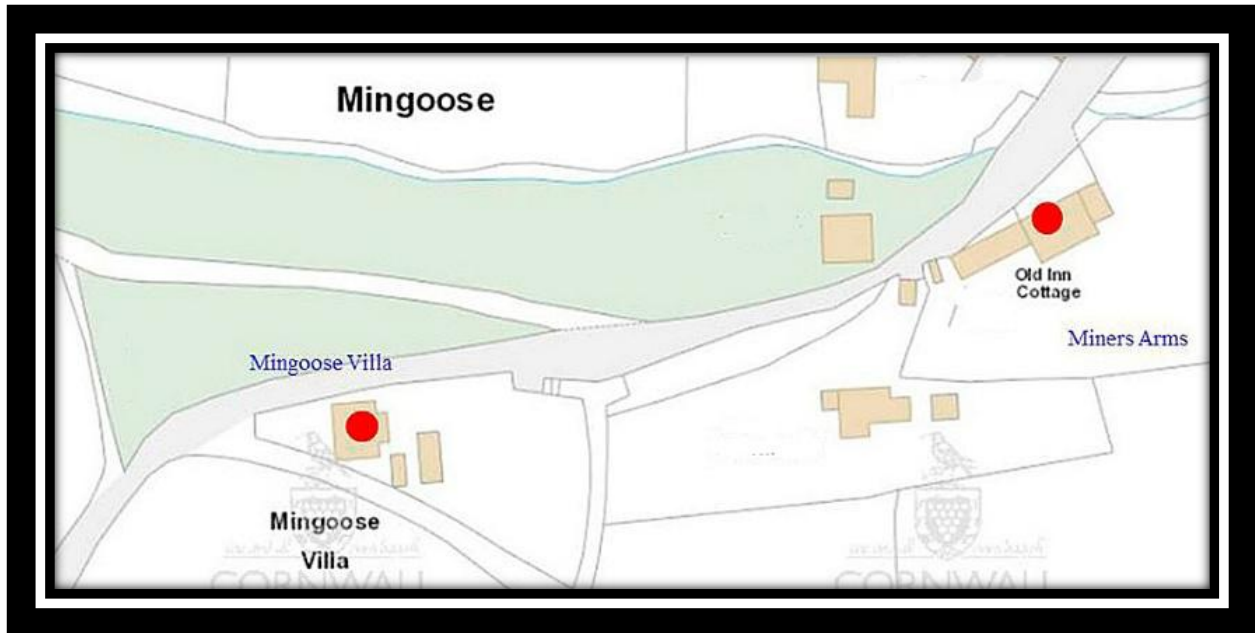 Mingoose
Old Inn
Cottage
Miners Arms
Mingoose Villa
Mingoose
Villa
CORNWALL
CORNWALL